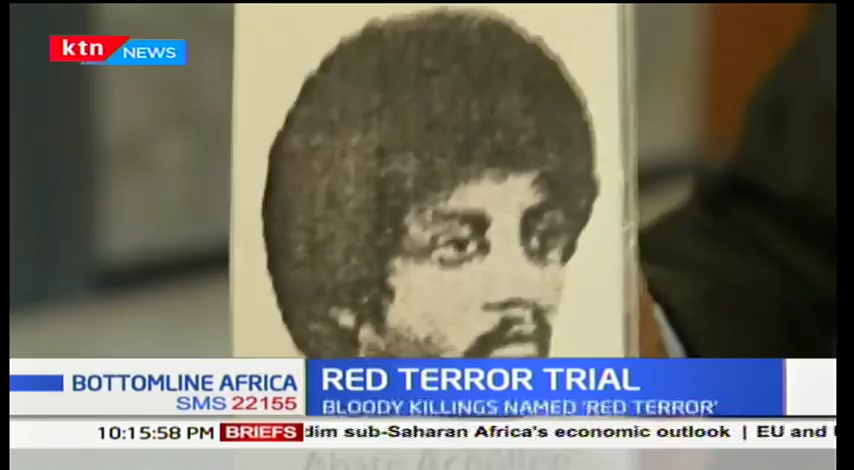 ktn NEWS
BOTTOMLINE AFRICA
SMS 22155
RED TERROR TRIAL
BLOODY KILLINGS NAMED 'RED TERROR'
10:15:58 PM BRIEFS dim sub-Saharan Africa's economic outlook | EU and